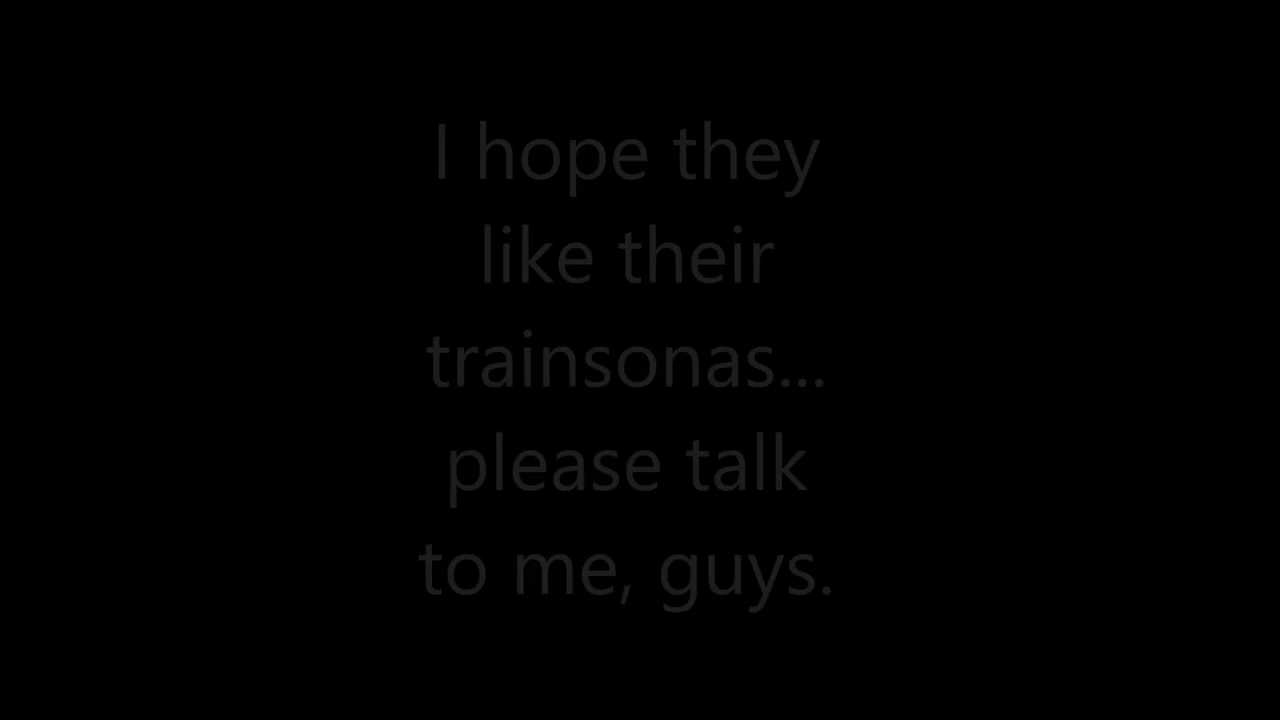 I hope they
like their
trainsonas...
please talk
to me, guys.